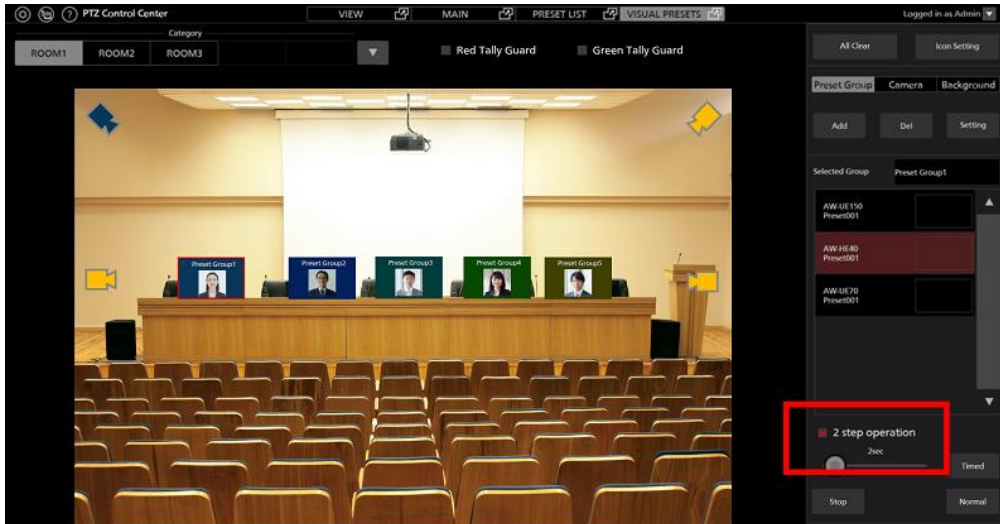 PTZ Control Center
VIEW
MAIN
PRESET LIST
VISUAL PRESETS
Logged in as Admin
Category
ROOM1
ROOM2
ROOM3
Red Tally Guard
Green Tally Guard
All Clear
Icon Setting
Preset Group
Camera
Background
Add
Del
Setting
Selected Group
Preset Group1
AW-UE150
Preset001
AW-HE40
Preset001
AW-UE70
Preset001
Preset Group1
Preset Group2
Preset Group3
Preset Group4
Preset Group5
2 step operation
2sec
Timed
Stop
Normal